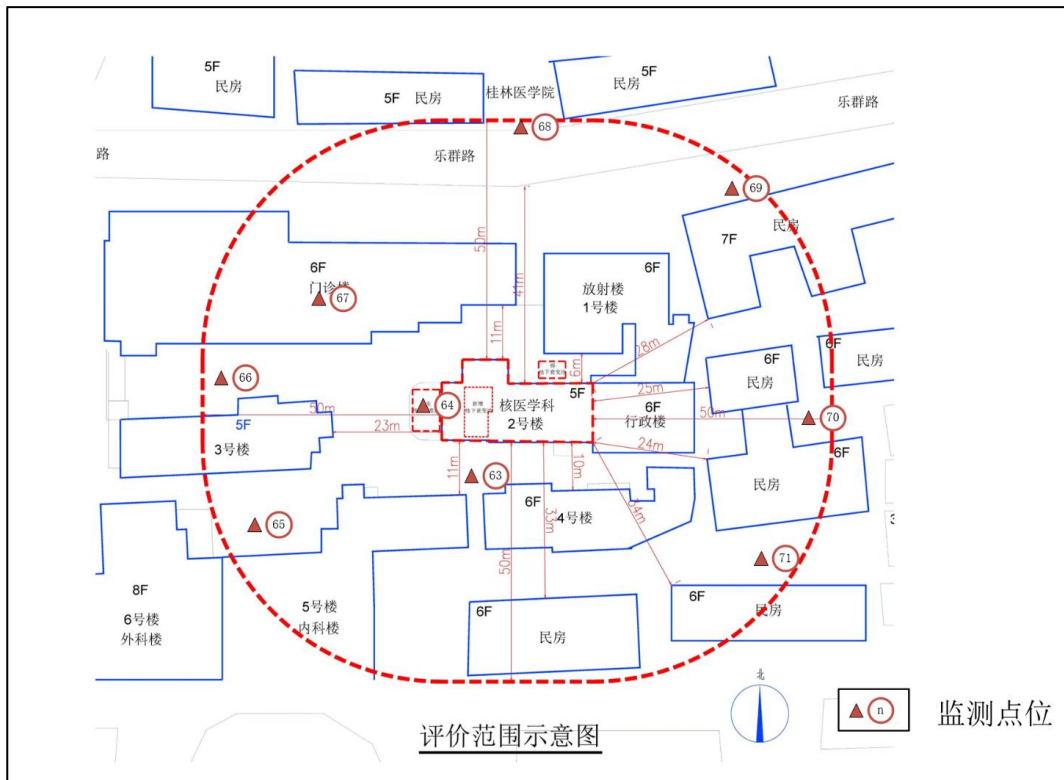 5F
民房
5F 民房
桂林医学院
5F
民房
乐群路
68
路
乐群路
69
民房
7F
50m
41m
6F
门诊楼
67
6F
放射楼
1号楼
11m
9m
28m
6F
民房
6F
民房
25m
66
50m
64
核医学科
2号楼
5F
6F
行政楼
50m
70
5F
3号楼
23m
24m
6F
民房
11m
63
10m
6F
4号楼
33m
34m
65
50m
71
8F
6号楼
外科楼
5号楼
内科楼
6F
民房
6F
民房
北
n
监测点位
评价范围示意图